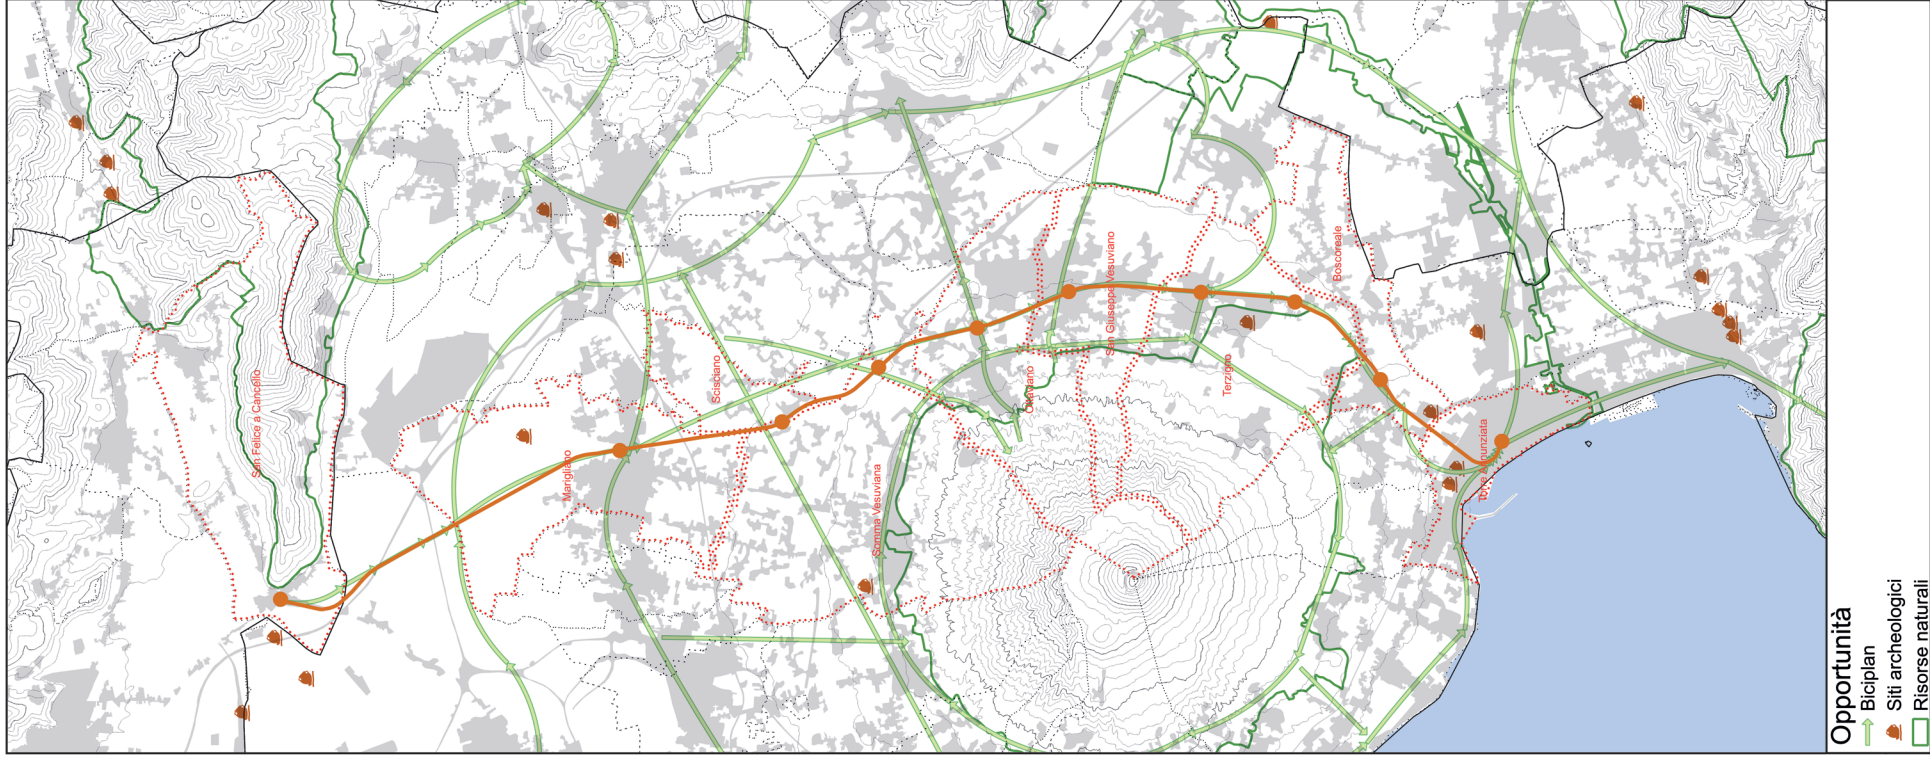 San Felice a Cancello
Marigliano
Scisciano
Somma Vesuviana
Ottaviano
San Giuseppe Vesuviano
Terzigno
Boscoreale
Torre Annunziata
Opportunità
Biciplan
Siti archeologici
Risorse naturali